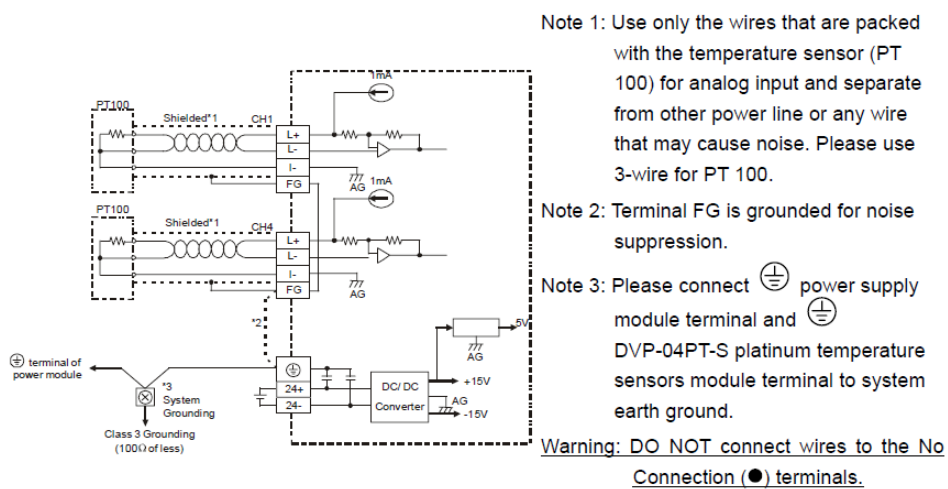 1mA
PT100
Shielded*1
CH1
L+
L-
I-
FG
AG
1mA
PT100
Shielded*1
CH4
L+
L-
I-
FG
AG
*2
5V
AG
terminal of
power module
*3
System
Grounding
Class 3 Grounding
(100Ω of less)
24+
24-
DC/ DC
Converter
+15V
AG
-15V
Note 1: Use only the wires that are packed
with the temperature sensor (PT
100) for analog input and separate
from other power line or any wire
that may cause noise. Please use
3-wire for PT 100.
Note 2: Terminal FG is grounded for noise
suppression.
Note 3: Please connect ⏚ power supply
module terminal and ⏚
DVP-04PT-S platinum temperature
sensors module terminal to system
earth ground.
Warning: DO NOT connect wires to the No
Connection (●) terminals.